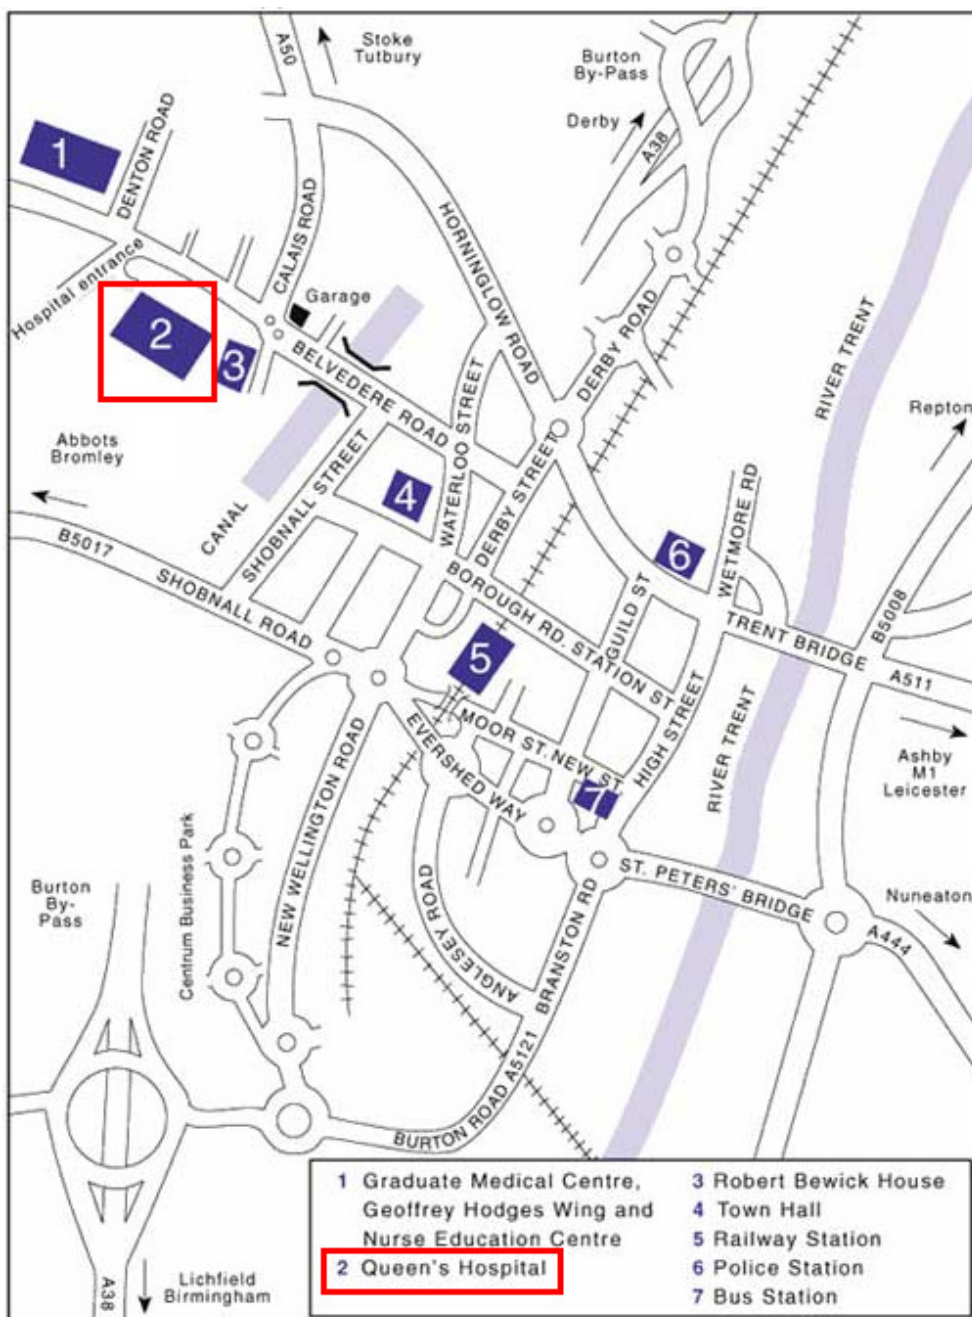 A50
Stoke
Tutbury
Burton
By-Pass
Derby
A38
1
DENTON ROAD
CALAIS ROAD
HORNINGLOW ROAD
Hospital entrance
Garage
2
3
BELVEDERE ROAD
DERBY ROAD
RIVER TRENT
Repton
Abbots
Bromley
WATERLOO STREET
4
CANAL
SHOBNALL STREET
DERBY STREET
WETMORE RD
B5017
SHOBNALL ROAD
6
BOROUGH RD. STATION ST
GUILD ST
TRENT BRIDGE
B5008
A511
5
MOOR ST. NEW ST.
HIGH STREET
RIVER TRENT
Ashby
M1
Leicester
EVERSHED WAY
7
NEW WELLINGTON ROAD
Centrum Business Park
Burton
By-
Pass
ST. PETERS' BRIDGE
Nuneaton
A444
ANGLESEY ROAD
BRANSTON RD
BURTON ROAD A5121
A38
Lichfield
Birmingham
1 Graduate Medical Centre,
Geoffrey Hodges Wing and
Nurse Education Centre
2 Queen's Hospital
3 Robert Bewick House
4 Town Hall
5 Railway Station
6 Police Station
7 Bus Station